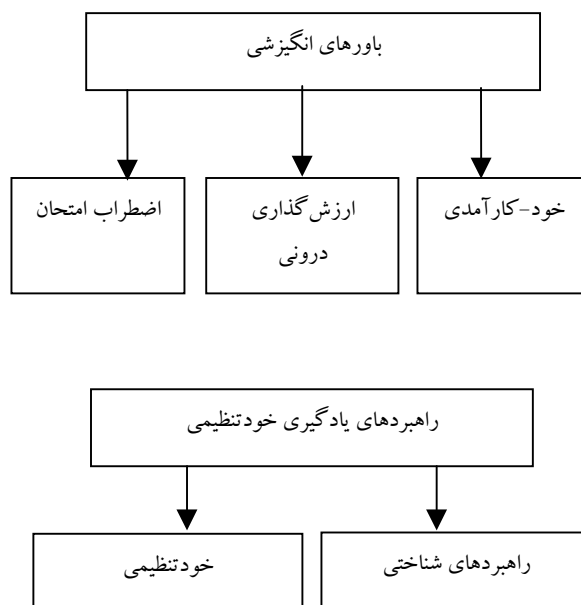 باورهای انگیزشی
خود-کارآمدی
ارزش‌گذاری
درونی
اضطراب امتحان
راهبردهای یادگیری خودتنظیمی
راهبردهای شناختی
خودتنظیمی